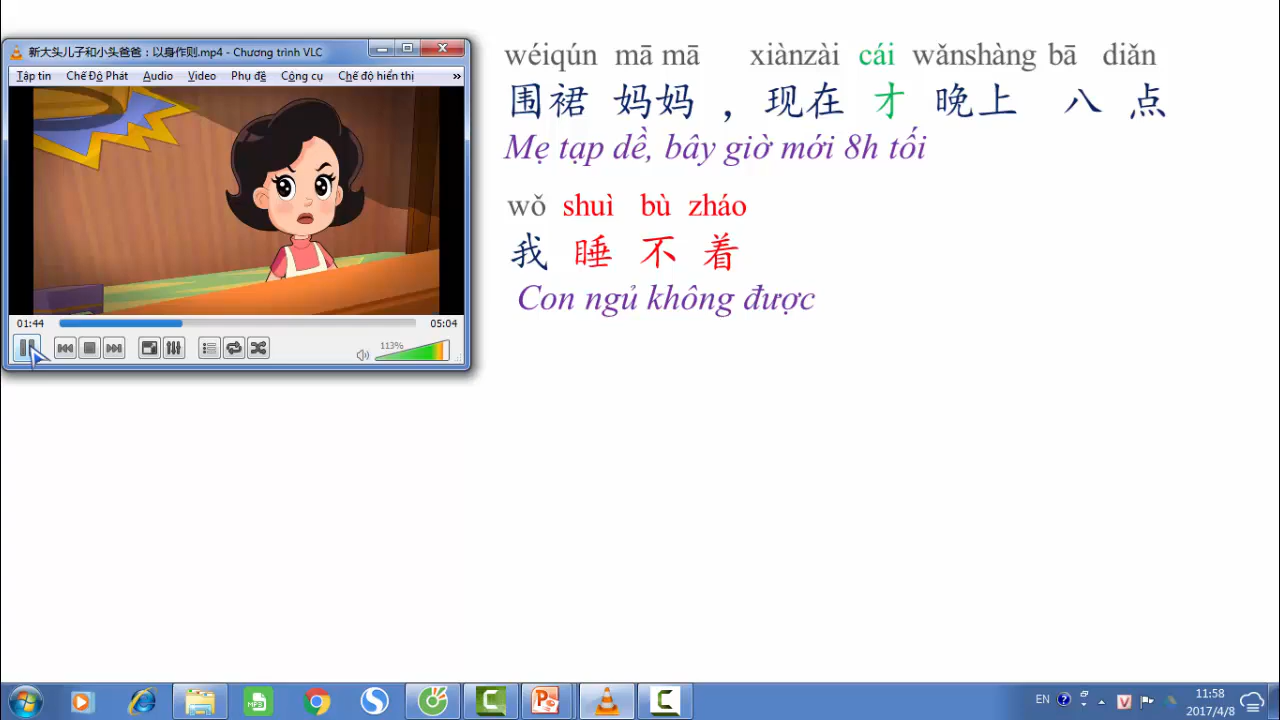 新大头儿子和小头爸爸：以身作则.mp4 - Chương trình VLC
Tập tin Chế Độ Phát Audio Video Phụ đề Công cụ Chế độ hiển thị »
01:44 05:04
113%
wéiqún mā mā xiànzài cái wǎnshàng bā diǎn
围裙 妈妈 ，现在 才 晚上 八 点
Mẹ tạp dề, bây giờ mới 8h tối
wǒ shuì bù zháo
我 睡 不 着
Con ngủ không được
MP3
EN
11:58
2017/4/8